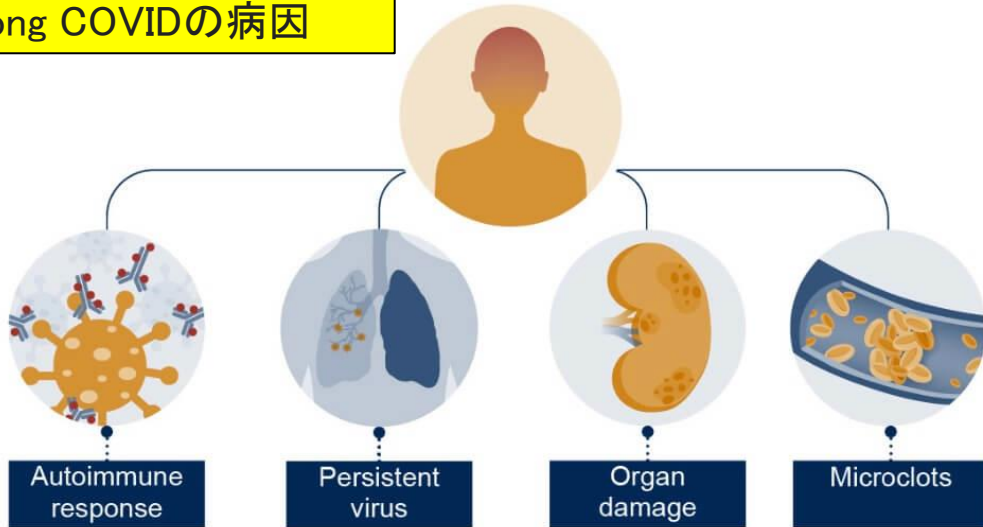 ong COVIDの病因
Autoimmune
response
Persistent
virus
Organ
damage
Microclots